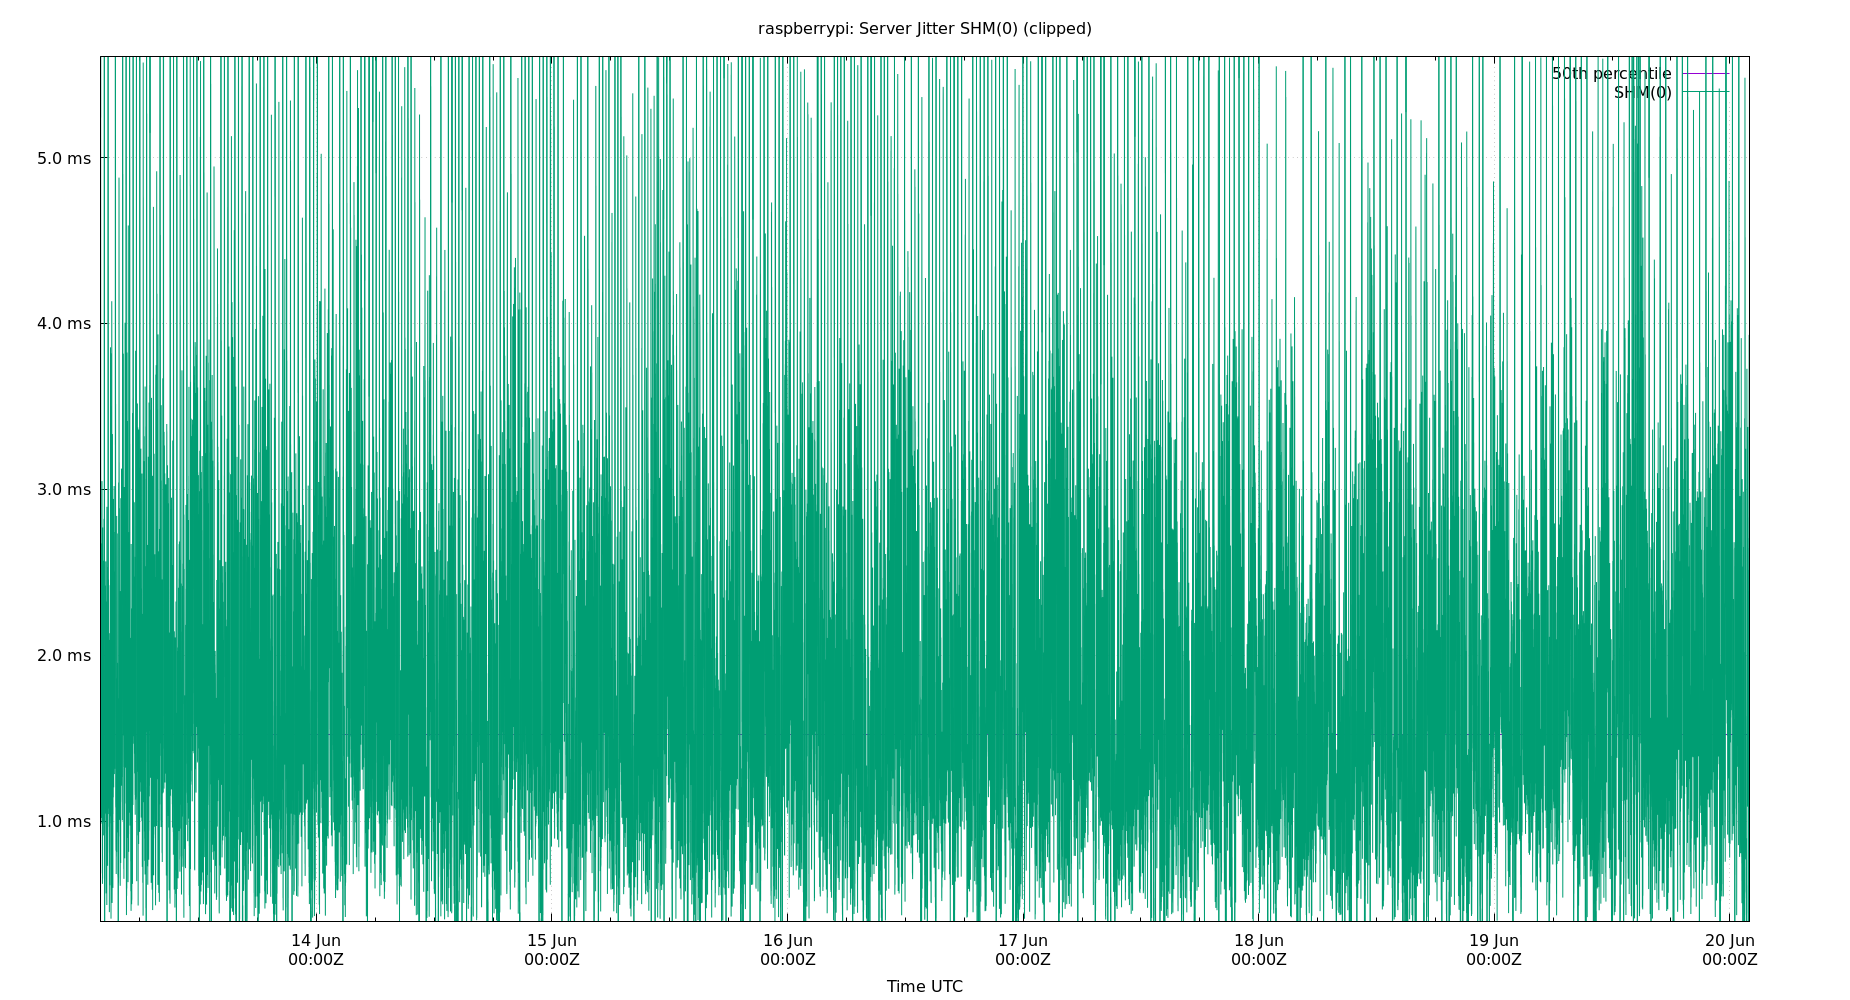 raspberrypi: Server Jitter SHM(0) (clipped)
50th percentile
SHM(0)
5.0 ms
4.0 ms
3.0 ms
2.0 ms
1.0 ms
14 Jun
00:00Z
15 Jun
00:00Z
16 Jun
00:00Z
17 Jun
00:00Z
18 Jun
00:00Z
19 Jun
00:00Z
20 Jun
00:00Z
Time UTC